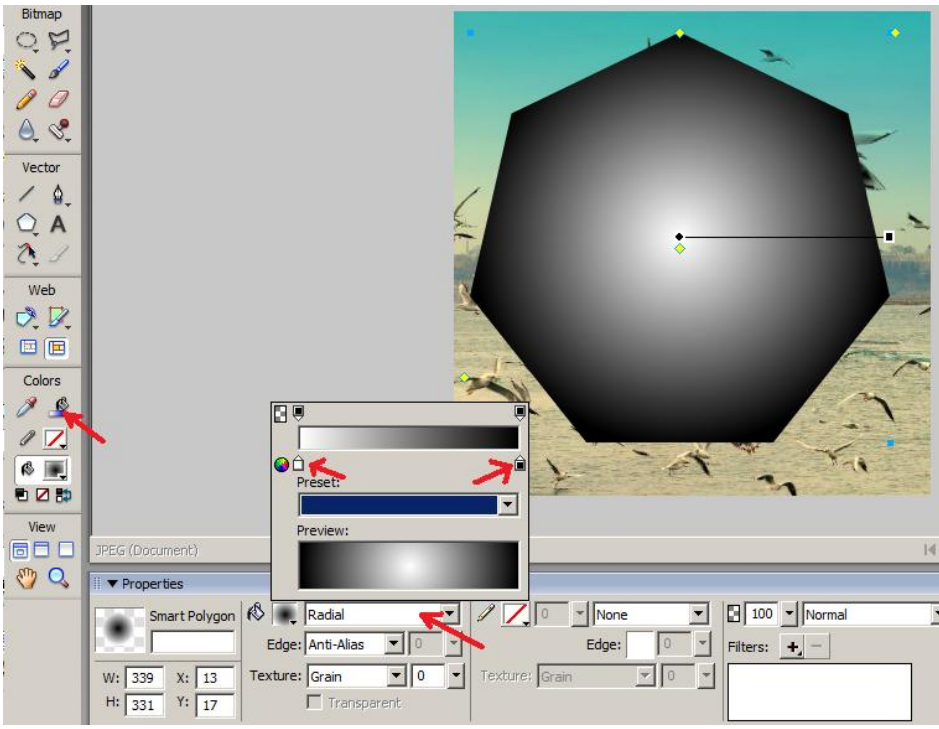 Bitmap
Vector
A
Web
Colors
View
Preset:
Preview:
JPEG (Document)
Properties
Smart Polygon
Radial
0
None
100
Normal
Edge:
Anti-Alias
0
Edge:
0
Filters:
W: 339 X: 13
Texture: Grain 0
Texture: Grain 0
H: 331 Y: 17
Transparent